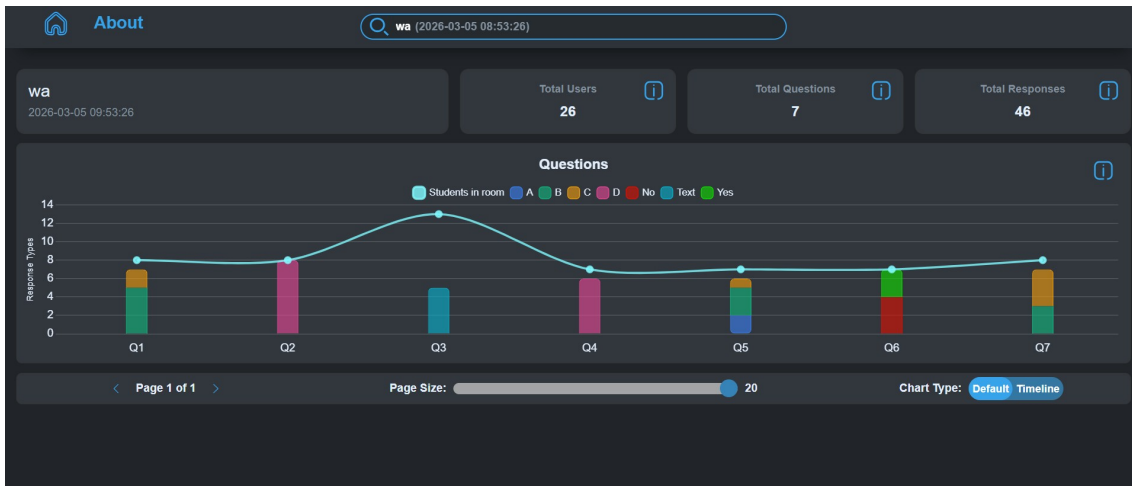 About
wa (2026-03-05 08:53:26)
wa
2026-03-05 09:53:26
Total Users
26
Total Questions
7
Total Responses
46
Questions
Students in room A B C D No Text Yes
Response Types
14
12
10
8
6
4
2
0
Q1 Q2 Q3 Q4 Q5 Q6 Q7
< Page 1 of 1 >
Page Size: 20
Chart Type: Default Timeline